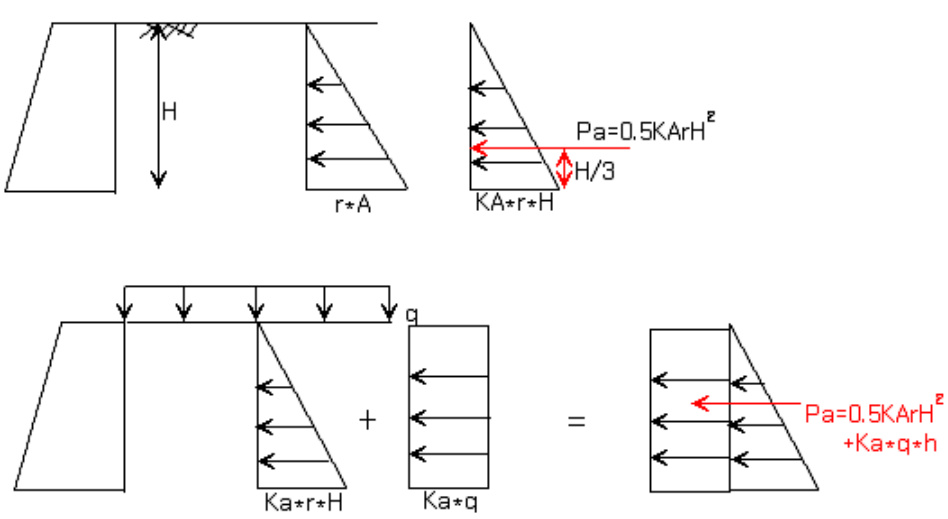 H
r*A
Pa=0.5KArH²
H/3
KA*r*H
q
Ka*r*H
+
Ka*q
=
Pa=0.5KArH²
+Ka*q*h